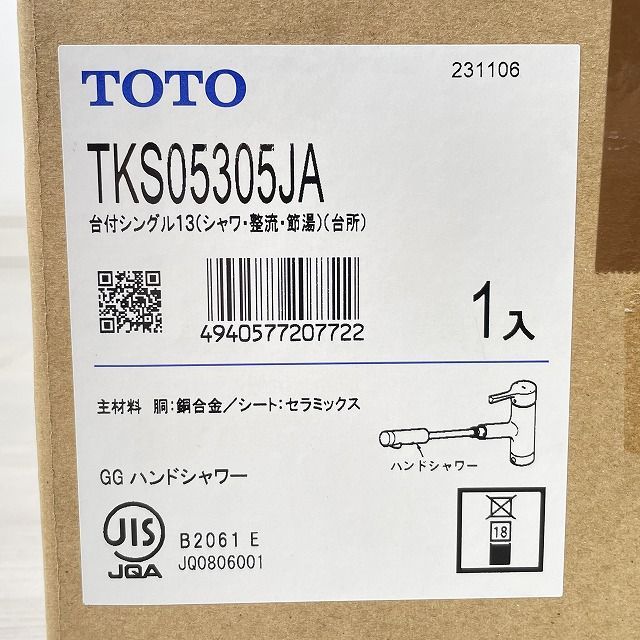 TOTO
231106
TKS05305JA
台付シングル13(シャワ・整流・節湯)(台所)
4940577207722
1入
主材料 胴:銅合金/シート:セラミックス
ハンドシャワー
GG ハンドシャワー
JIS
JQA
B2061 E
JQ0806001
18